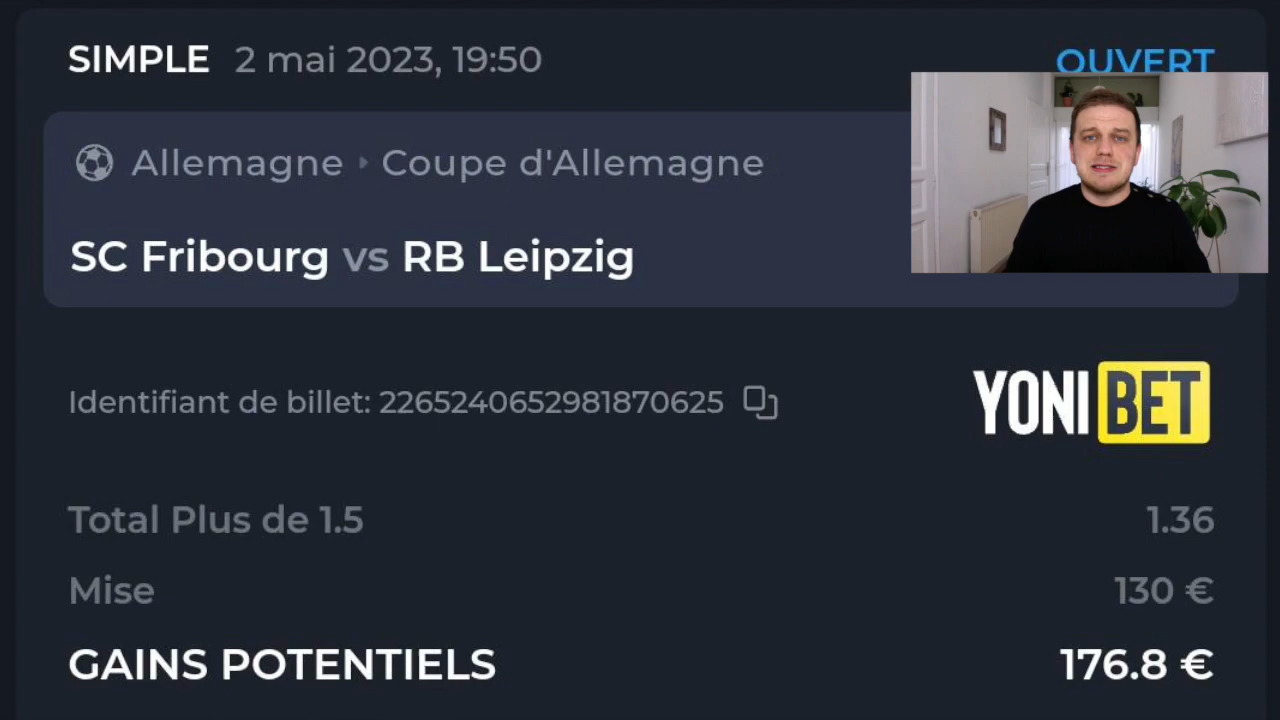 SIMPLE 2 mai 2023, 19:50 OUVERT
Allemagne Coupe d'Allemagne
SC Fribourg vs RB Leipzig
Identifiant de billet: 2265240652981870625 YONIBET
Total Plus de 1.5 1.36
Mise 130 €
GAINS POTENTIELS 176.8 €